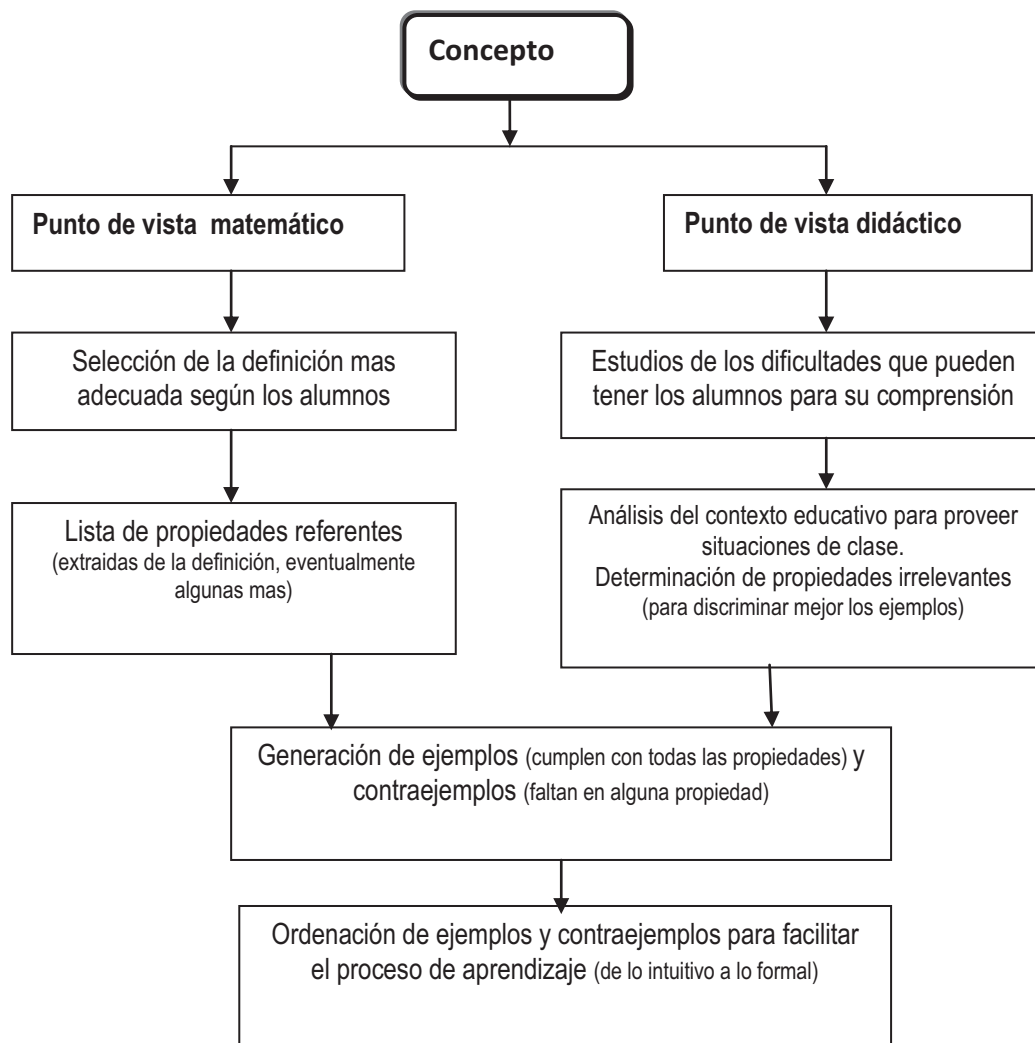 Concepto
Punto de vista matemático
Punto de vista didáctico
Selección de la definición mas
adecuada según los alumnos
Estudios de los dificultades que pueden
tener los alumnos para su comprensión
Lista de propiedades referentes
(extraidas de la definición, eventualmente
algunas mas)
Análisis del contexto educativo para proveer
situaciones de clase.
Determinación de propiedades irrelevantes
(para discriminar mejor los ejemplos)
Generación de ejemplos (cumplen con todas las propiedades) y
contraejemplos (faltan en alguna propiedad)
Ordenación de ejemplos y contraejemplos para facilitar
el proceso de aprendizaje (de lo intuitivo a lo formal)